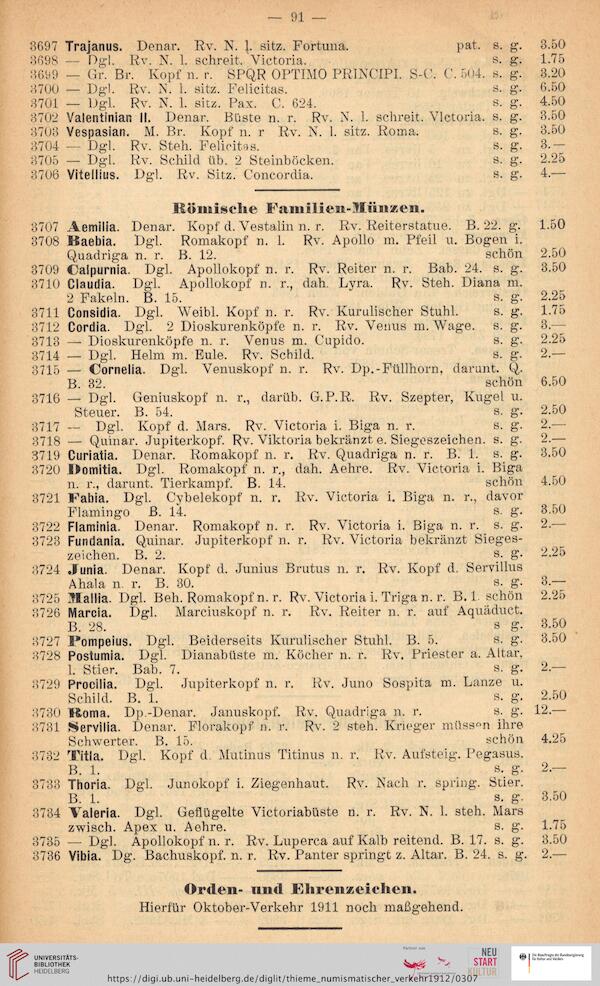 — 91 —
3697 Trajanus. Denar. Rv. N. l. sitz. Fortuna. pat. s. g. 3.50
3698 — Dgl. Rv. N. l. schreit. Victoria. s. g. 1.75
3699 — Gr. Br. Kopf n. r. SPQR OPTIMO PRINCIPI. S-C. C. 504. s. g. 3.20
3700 — Dgl. Rv. N. l. sitz. Felicitas. s. g. 6.50
3701 — Dgl. Rv. N. l. sitz. Pax. C. 624. s. g. 4.50
3702 Valentinian II. Denar. Büste n. r. Rv. N. l. schreit. Victoria. s. g. 3.50
3703 Vespasian. M. Br. Kopf n. r Rv. N. l. sitz. Roma. s. g. 3.50
3704 — Dgl. Rv. Steh. Felicitas. s. g. 3.—
3705 — Dgl. Rv. Schild üb. 2 Steinböcken. s. g. 2.25
3706 Vitellius. Dgl. Rv. Sitz. Concordia. s. g. 4.—
Römische Familien-Münzen.
3707 Aemilia. Denar. Kopf d. Vestalin n. r. Rv. Reiterstatue. B. 22. g. 1.50
3708 Baebia. Dgl. Romakopf n. l. Rv. Apollo m. Pfeil u. Bogen i.
Quadriga n. r. B. 12. schön 2.50
3709 Calpurnia. Dgl. Apollokopf n. r. Rv. Reiter n. r. Bab. 24. s. g. 3.50
3710 Claudia. Dgl. Apollokopf n. r., dah. Lyra. Rv. Steh. Diana m.
2 Fakeln. B. 15. s. g. 2.25
3711 Considia. Dgl. Weibl. Kopf n. r. Rv. Kurulischer Stuhl. s. g. 1.75
3712 Cordia. Dgl. 2 Dioskurenköpfe n. r. Rv. Venus m. Wage. s. g. 3.—
3713 — Dioskurenköpfe n. r. Venus m. Cupido. s. g. 2.25
3714 — Dgl. Helm m. Eule. Rv. Schild. s. g. 2.—
3715 — Cornelia. Dgl. Venuskopf n. r. Rv. Dp.-Füllhorn, darunt. Q.
B. 32. schön 6.50
3716 — Dgl. Geniuskopf n. r., darüb. G.P.R. Rv. Szepter, Kugel u.
Steuer. B. 54. s. g. 2.50
3717 — Dgl. Kopf d. Mars. Rv. Victoria i. Biga n. r. s. g. 2.—
3718 — Quinar. Jupiterkopf. Rv. Viktoria bekränzt e. Siegeszeichen. s. g. 2.—
3719 Curiatia. Denar. Romakopf n. r. Rv. Quadriga n. r. B. 1. s. g. 3.50
3720 Domitia. Dgl. Romakopf n. r., dah. Aehre. Rv. Victoria i. Biga
n. r., darunt. Tierkampf. B. 14. schön 4.50
3721 Fabia. Dgl. Cybelekopf n. r. Rv. Victoria i. Biga n. r., davor
Flamingo B. 14. s. g. 3.50
3722 Flaminia. Denar. Romakopf n. r. Rv. Victoria i. Biga n. r. s. g. 2.—
3723 Fundania. Quinar. Jupiterkopf n. r. Rv. Victoria bekränzt Sieges-
zeichen. B. 2. s. g. 2.25
3724 Junia. Denar. Kopf d. Junius Brutus n. r. Rv. Kopf d. Servillus
Ahala n. r. B. 30. s. g. 3.—
3725 Mallia. Dgl. Beh. Romakopf n. r. Rv. Victoria i. Triga n. r. B. 1. schön 2.25
3726 Marcia. Dgl. Marciuskopf n. r. Rv. Reiter n. r. auf Aquäduct.
B. 28. s g. 3.50
3727 Pompeius. Dgl. Beiderseits Kurulischer Stuhl. B. 5. s. g. 3.50
3728 Postumia. Dgl. Dianabüste m. Köcher n. r. Rv. Priester a. Altar,
l. Stier. Bab. 7. s. g. 2.—
3729 Procilia. Dgl. Jupiterkopf n. r. Rv. Juno Sospita m. Lanze u.
Schild. B. 1. s. g. 2.50
3730 Roma. Dp.-Denar. Januskopf. Rv. Quadriga n. r. s. g. 12.—
3731 Servilia. Denar. Florakopf n. r. Rv. 2 steh. Krieger müssen ihre
Schwerter. B. 15. schön 4.25
3732 Titia. Dgl. Kopf d. Mutinus Titinus n. r. Rv. Aufsteig. Pegasus.
B. 1. s. g. 2.—
3733 Thoria. Dgl. Junokopf i. Ziegenhaut. Rv. Nach r. spring. Stier.
B. 1. s. g. 3.50
3734 Valeria. Dgl. Geflügelte Victoriabüste n. r. Rv. N. l. steh. Mars
zwisch. Apex u. Aehre. s. g. 1.75
3735 — Dgl. Apollokopf n. r. Rv. Luperca auf Kalb reitend. B. 17. s. g. 3.50
3736 Vibia. Dg. Bachuskopf. n. r. Rv. Panter springt z. Altar. B. 24. s. g. 2.—
Orden- und Ehrenzeichen.
Hierfür Oktober-Verkehr 1911 noch maßgehend.
UNIVERSITÄTS-
BIBLIOTHEK
HEIDELBERG
https://digi.ub.uni-heidelberg.de/diglit/thieme_numismatischer_verkehr1912/0307
Partner von
NEU
START
KULTUR
Die Beauftragte der Bundesregierung
für Kultur und Medien